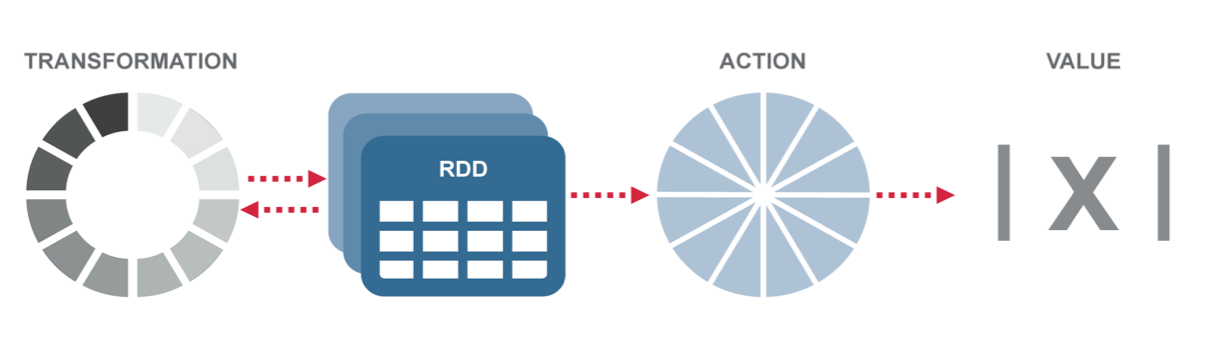 TRANSFORMATION
ACTION
VALUE
RDD
| X |